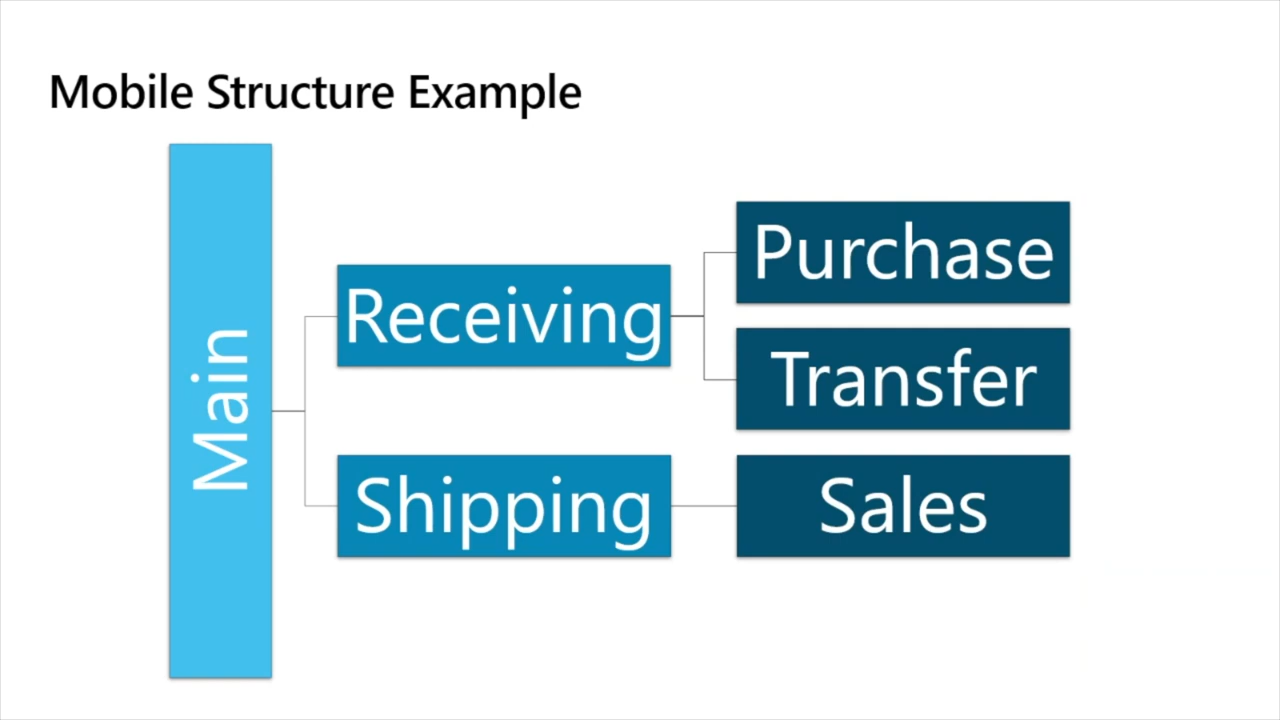 Mobile Structure Example
Main
Receiving
Purchase
Transfer
Shipping
Sales